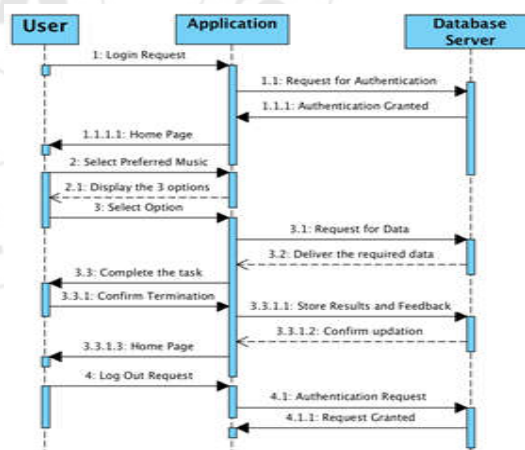 User
Application
Database
Server
1: Login Request
1.1: Request for Authentication
1.1.1: Authentication Granted
1.1.1.1: Home Page
2: Select Preferred Music
2.1: Display the 3 options
3: Select Option
3.1: Request for Data
3.2: Deliver the required data
3.3: Complete the task
3.3.1: Confirm Termination
3.3.1.1: Store Results and Feedback
3.3.1.2: Confirm updation
3.3.1.3: Home Page
4: Log Out Request
4.1: Authentication Request
4.1.1: Request Granted